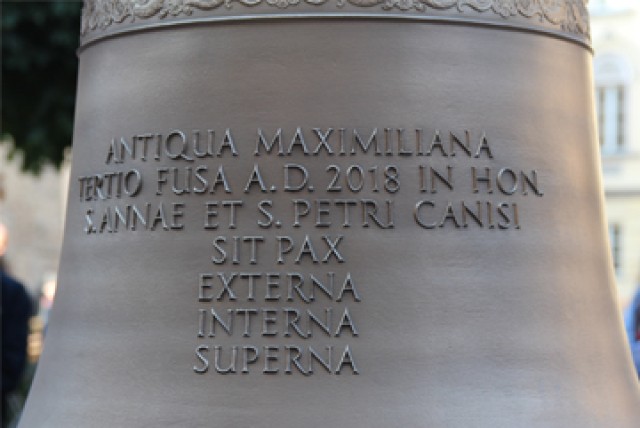 ANTIQUA MAXIMILIANA
TERTIO FUSA A.D. 2018 IN HON.
S. ANNAE ET S. PETRI CANISI
SIT PAX
EXTERNA
INTERNA
SUPERNA